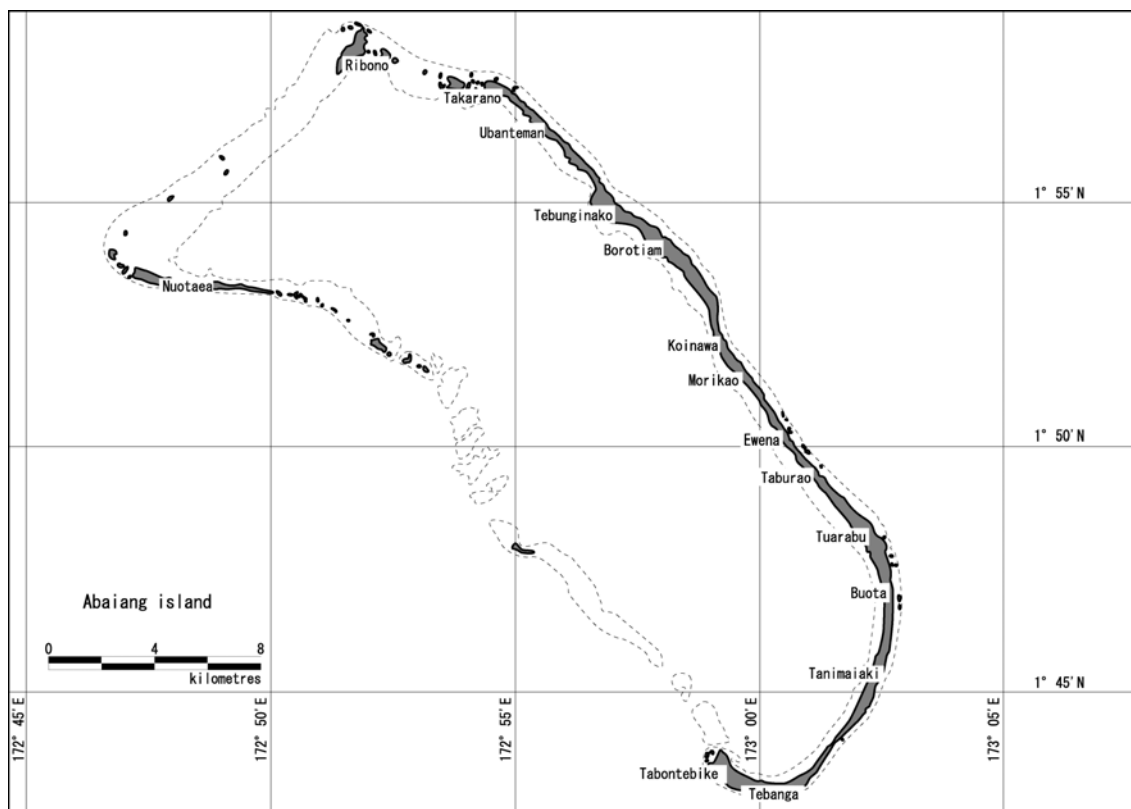 Ribono
Takarano
Ubanteman
1° 55' N
Tebunginako
Borotiam
Nuotaea
Koinawa
Morikao
1° 50' N
Ewena
Taburao
Tuarabu
Buota
Abaiang island
0 4 8
kilometres
Tanimaiaki
1° 45' N
172° 45' E
172° 50' E
172° 55' E
173° 00' E
173° 05' E
Tabontebike
Tebanga